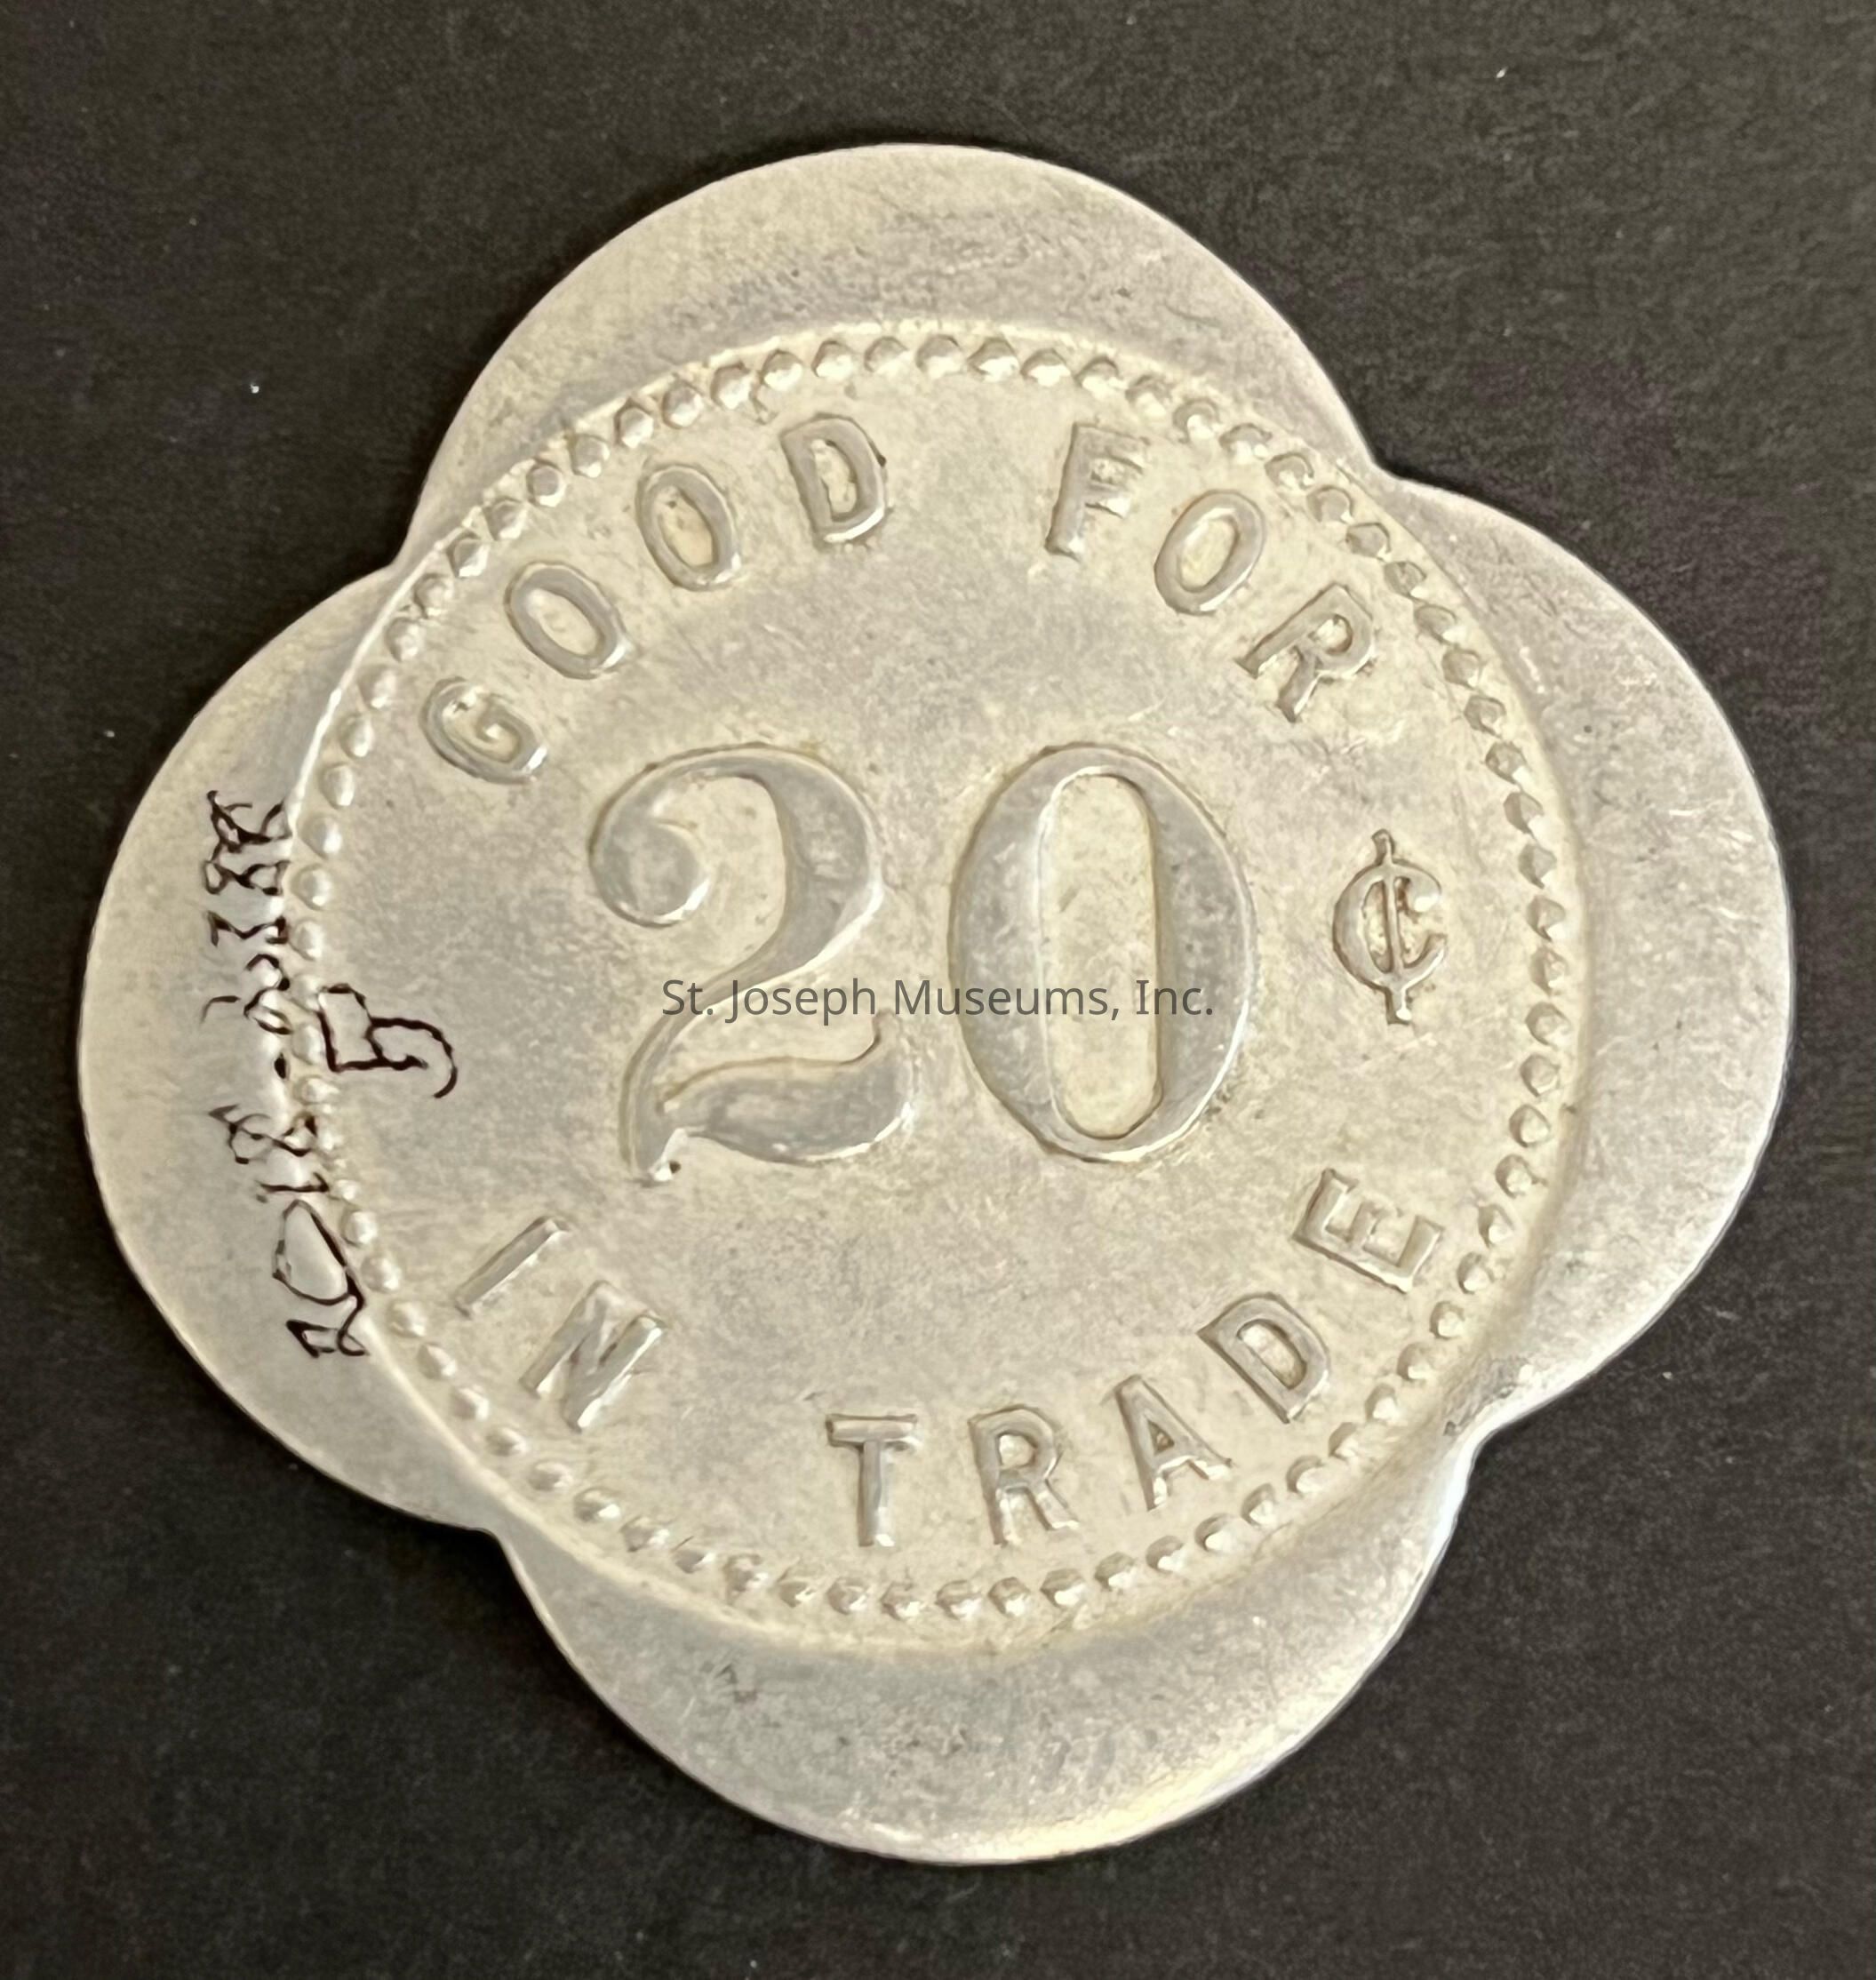 GOOD FOR
20 ¢
IN TRADE
St. Joseph Museums, Inc.